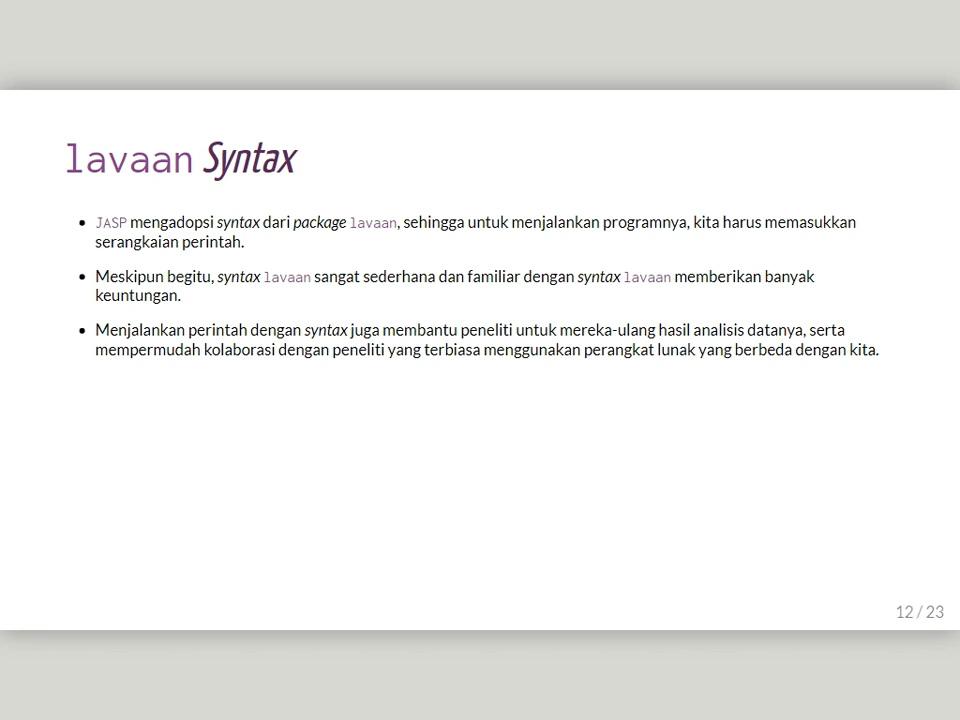 lavaan Syntax
JASP mengadopsi syntax dari package lavaan, sehingga untuk menjalankan programnya, kita harus memasukkan
serangkaian perintah.
Meskipun begitu, syntax lavaan sangat sederhana dan familiar dengan syntax lavaan memberikan banyak
keuntungan.
Menjalankan perintah dengan syntax juga membantu peneliti untuk mereka-ulang hasil analisis datanya, serta
mempermudah kolaborasi dengan peneliti yang terbiasa menggunakan perangkat lunak yang berbeda dengan kita.
12 / 23